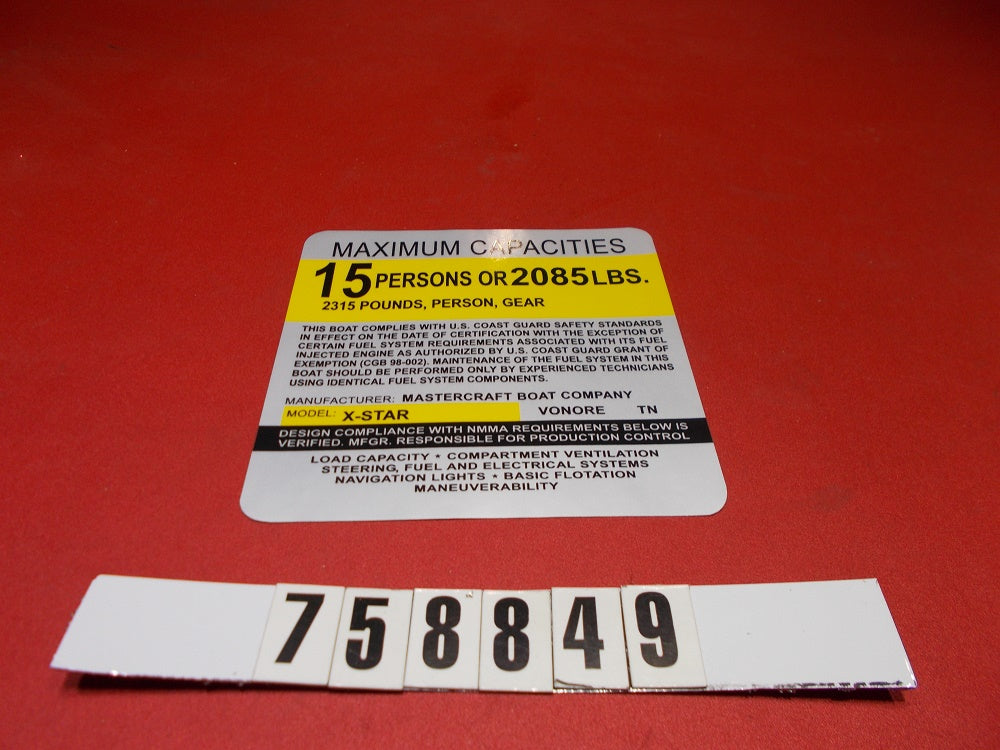 MAXIMUM CAPACITIES
15 PERSONS OR 2085 LBS.
2315 POUNDS, PERSON, GEAR
THIS BOAT COMPLIES WITH U.S. COAST GUARD SAFETY STANDARDS
IN EFFECT ON THE DATE OF CERTIFICATION WITH THE EXCEPTION OF
CERTAIN FUEL SYSTEM REQUIREMENTS ASSOCIATED WITH ITS FUEL
INJECTED ENGINE AS AUTHORIZED BY U.S. COAST GUARD GRANT OF
EXEMPTION (CGB 98-002). MAINTENANCE OF THE FUEL SYSTEM IN THIS
BOAT SHOULD BE PERFORMED ONLY BY EXPERIENCED TECHNICIANS
USING IDENTICAL FUEL SYSTEM COMPONENTS.
MANUFACTURER: MASTERCRAFT BOAT COMPANY
MODEL: X-STAR VONORE TN
DESIGN COMPLIANCE WITH NMMA REQUIREMENTS BELOW IS
VERIFIED. MFGR. RESPONSIBLE FOR PRODUCTION CONTROL
LOAD CAPACITY * COMPARTMENT VENTILATION
STEERING, FUEL AND ELECTRICAL SYSTEMS
NAVIGATION LIGHTS * BASIC FLOTATION
MANEUVERABILITY
758849